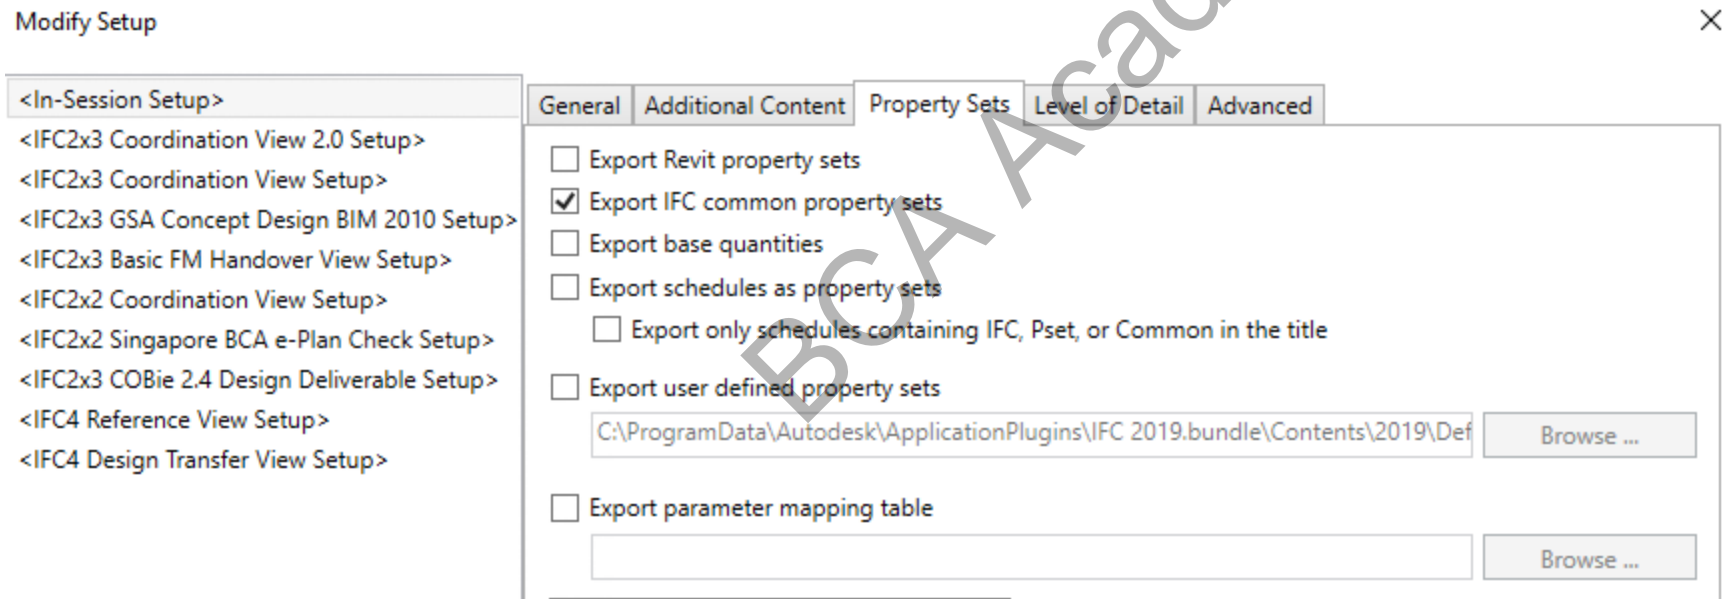 Modify Setup
<In-Session Setup>
<IFC2x3 Coordination View 2.0 Setup>
<IFC2x3 Coordination View Setup>
<IFC2x3 GSA Concept Design BIM 2010 Setup>
<IFC2x3 Basic FM Handover View Setup>
<IFC2x2 Coordination View Setup>
<IFC2x2 Singapore BCA e-Plan Check Setup>
<IFC2x3 COBie 2.4 Design Deliverable Setup>
<IFC4 Reference View Setup>
<IFC4 Design Transfer View Setup>
General Additional Content Property Sets Level of Detail Advanced
Export Revit property sets
Export IFC common property sets
Export base quantities
Export schedules as property sets
Export only schedules containing IFC, Pset, or Common in the title
Export user defined property sets
C:\ProgramData\Autodesk\ApplicationPlugins\IFC 2019.bundle\Contents\2019\Def
Browse ...
Export parameter mapping table
Browse ...
BCA Acad